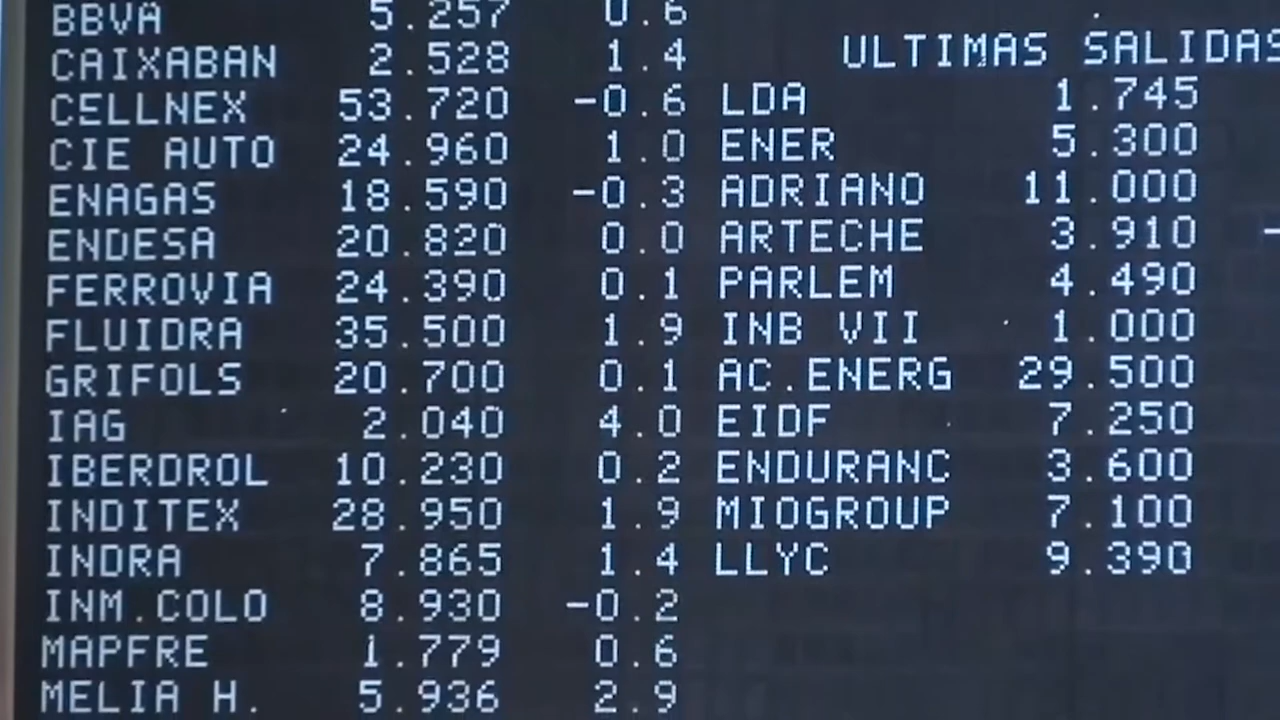 BBVA 5.257 0.6
CAIXABAN 2.528 1.4
CELLNEX 53.720 -0.6
CIE AUTO 24.960 1.0
ENAGAS 18.590 -0.3
ENDESA 20.820 0.0
FERROVIA 24.390 0.1
FLUIDRA 35.500 1.9
GRIFOLS 20.700 0.1
IAG 2.040 4.0
IBERDROL 10.230 0.2
INDITEX 28.950 1.9
INDRA 7.865 1.4
INM.COLO 8.930 -0.2
MAPFRE 1.779 0.6
MELIA H. 5.936 2.9
ULTIMAS SALIDAS
LDA 1.745
ENER 5.300
ADRIANO 11.000
ARTECHE 3.910 -
PARLEM 4.490
INB VII 1.000
AC.ENERG 29.500
EIDF 7.250
ENDURANC 3.600
MIOGROUP 7.100
LLYC 9.390